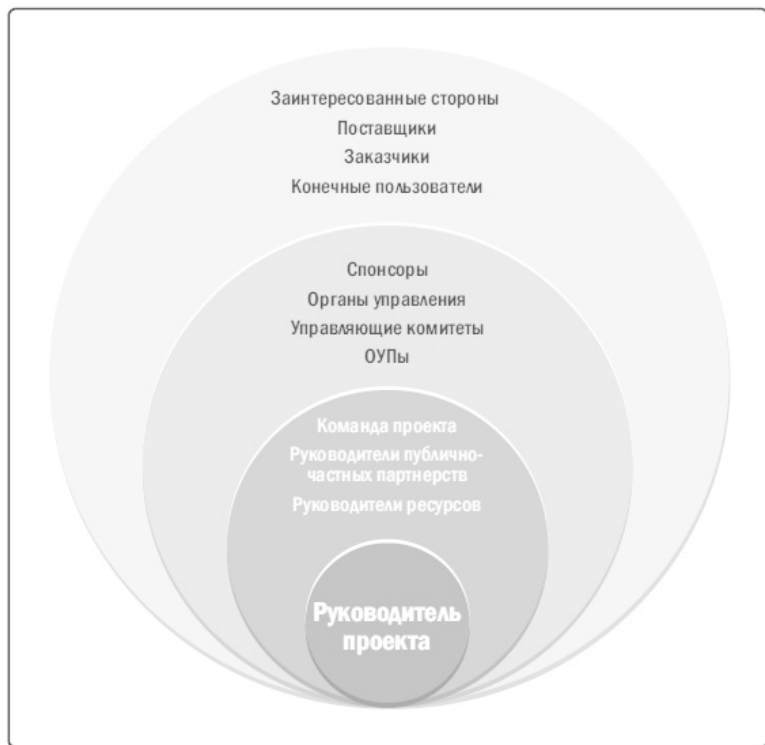 Заинтересованные стороны
Поставщики
Заказчики
Конечные пользователи
Спонсоры
Органы управления
Управляющие комитеты
ОУПы
Команда проекта
Руководители публично-
частных партнерств
Руководители ресурсов
Руководитель
проекта